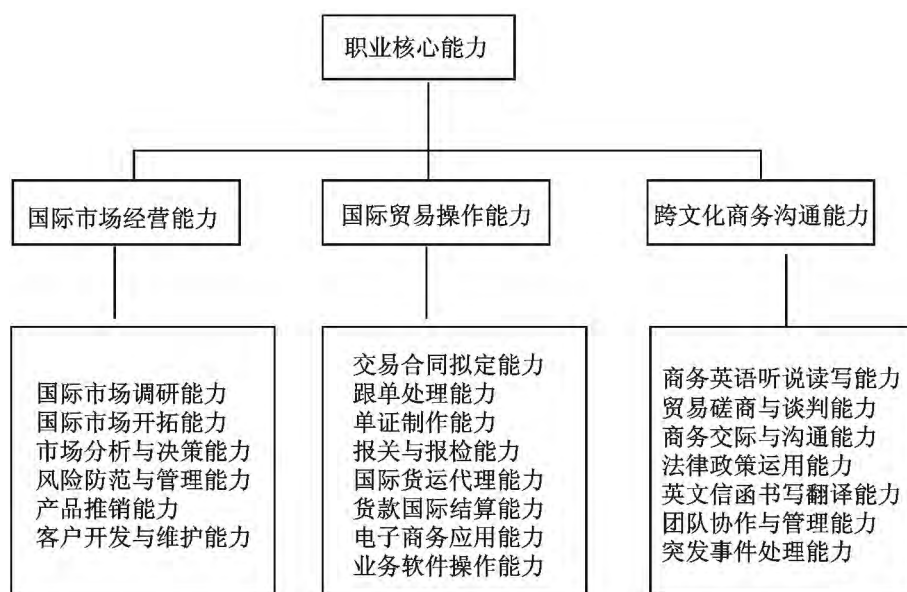 职业核心能力
国际市场经营能力
国际贸易操作能力
跨文化商务沟通能力
国际市场调研能力
国际市场开拓能力
市场分析与决策能力
风险防范与管理能力
产品推销能力
客户开发与维护能力
交易合同拟定能力
跟单处理能力
单证制作能力
报关与报检能力
国际货运代理能力
货款国际结算能力
电子商务应用能力
业务软件操作能力
商务英语听说读写能力
贸易磋商与谈判能力
商务交际与沟通能力
法律政策运用能力
英文信函书写翻译能力
团队协作与管理能力
突发事件处理能力